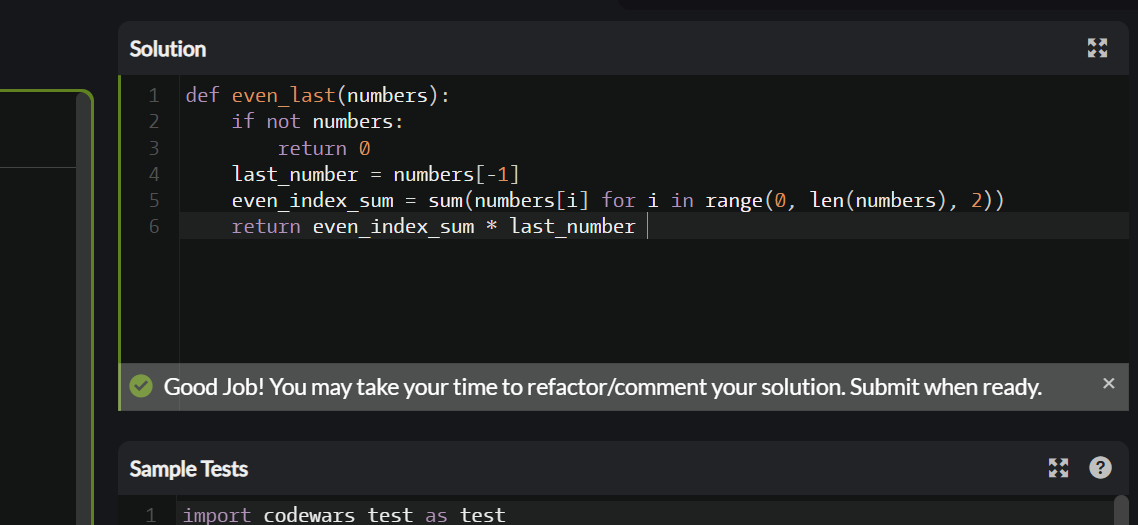 Solution
1 def even_last(numbers):
2     if not numbers:
3         return 0
4     last_number = numbers[-1]
5     even_index_sum = sum(numbers[i] for i in range(0, len(numbers), 2))
6     return even_index_sum * last_number
Good Job! You may take your time to refactor/comment your solution. Submit when ready. ×
Sample Tests ?
1 import codewars_test as test